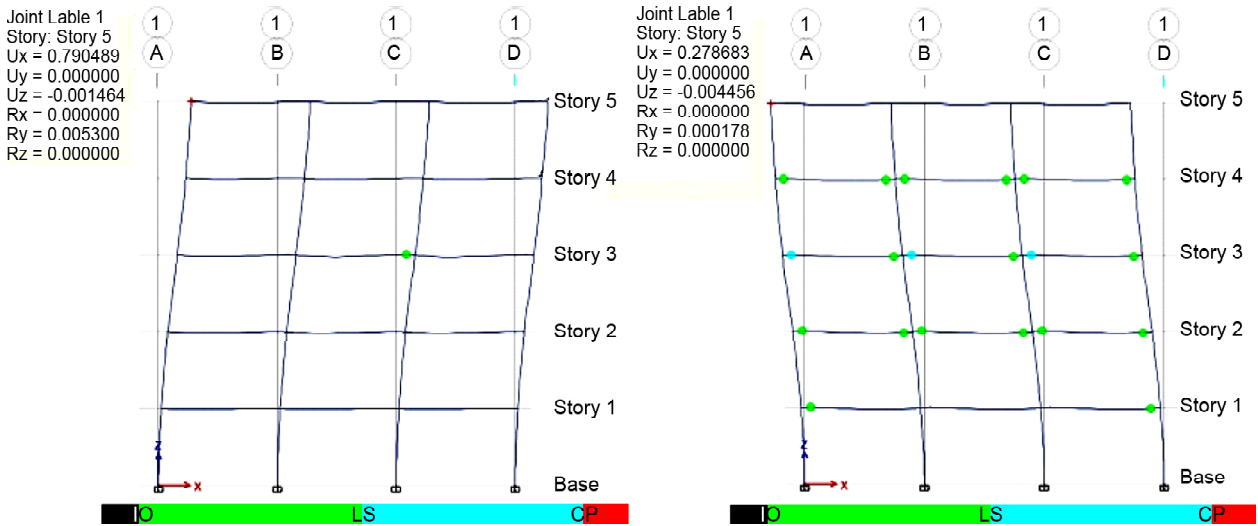 Joint Lable 1
Story: Story 5
Ux = 0.790489
Uy = 0.000000
Uz = -0.001464
Rx = 0.000000
Ry = 0.005300
Rz = 0.000000
1 1 1 1
A B C D
Story 5
Story 4
Story 3
Story 2
Story 1
Z
X
Base
IO LS CP
Joint Lable 1
Story: Story 5
Ux = 0.278683
Uy = 0.000000
Uz = -0.004456
Rx = 0.000000
Ry = 0.000178
Rz = 0.000000
1 1 1 1
A B C D
Story 5
Story 4
Story 3
Story 2
Story 1
Z
X
Base
IO LS CP